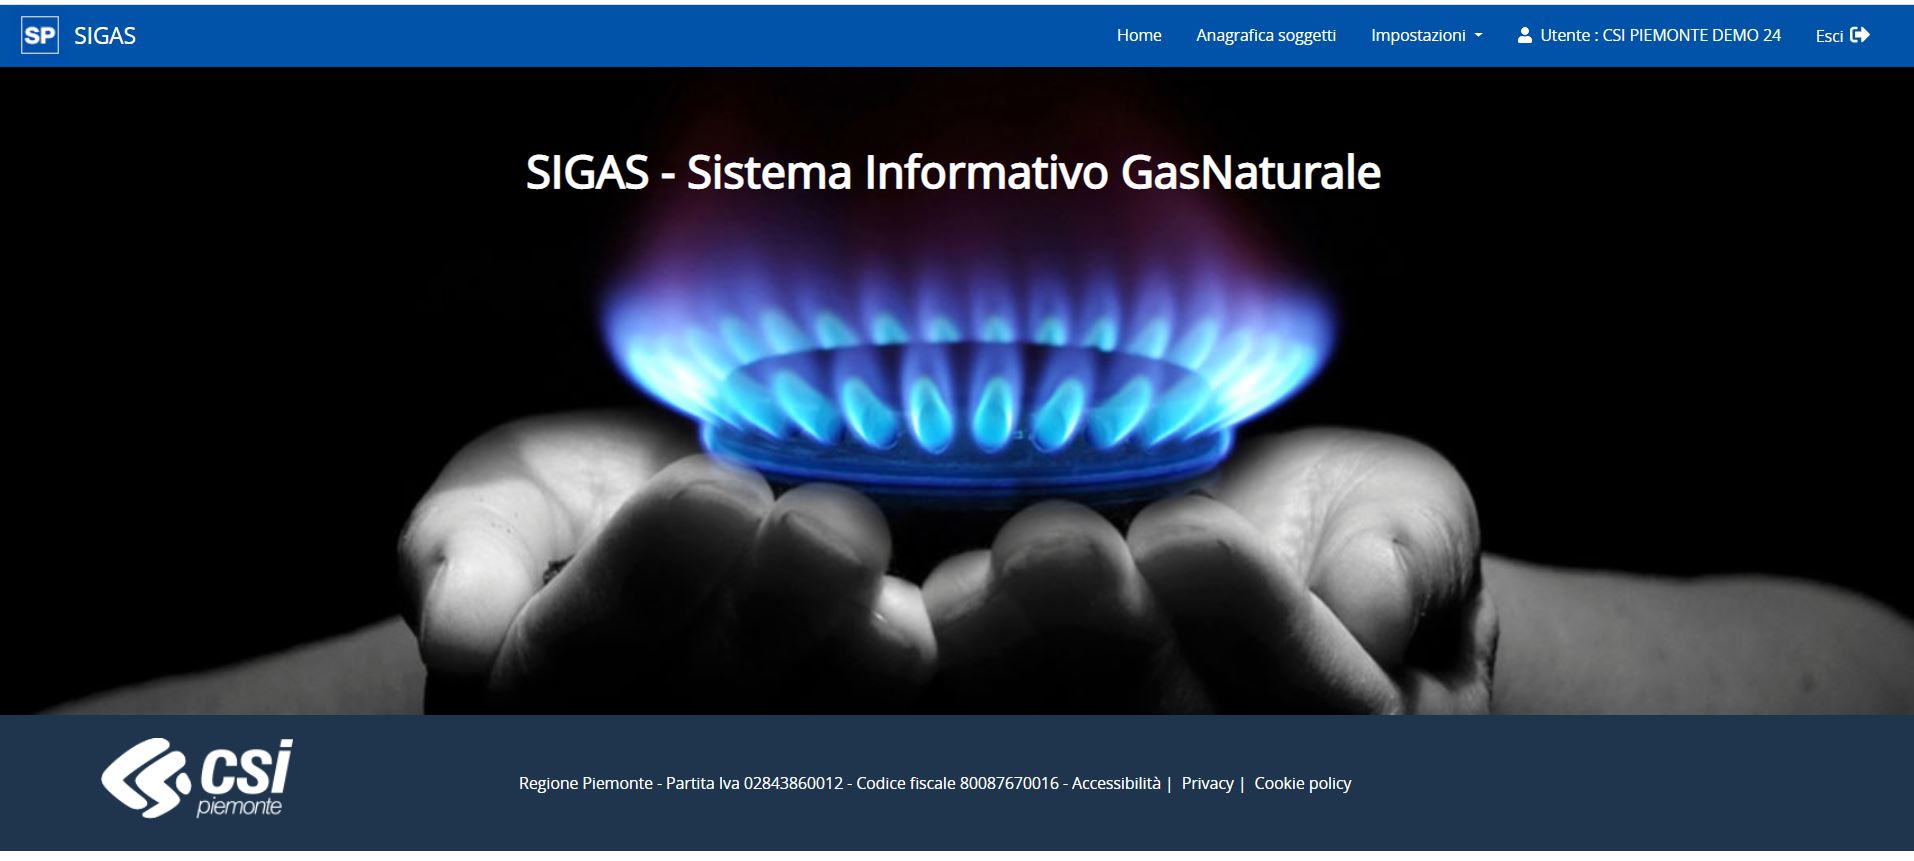 SP SIGAS Home Anagrafica soggetti Impostazioni Utente : CSI PIEMONTE DEMO 24 Esci
SIGAS - Sistema Informativo GasNaturale
csi
piemonte
Regione Piemonte - Partita Iva 02843860012 - Codice fiscale 80087670016 - Accessibilità | Privacy | Cookie policy